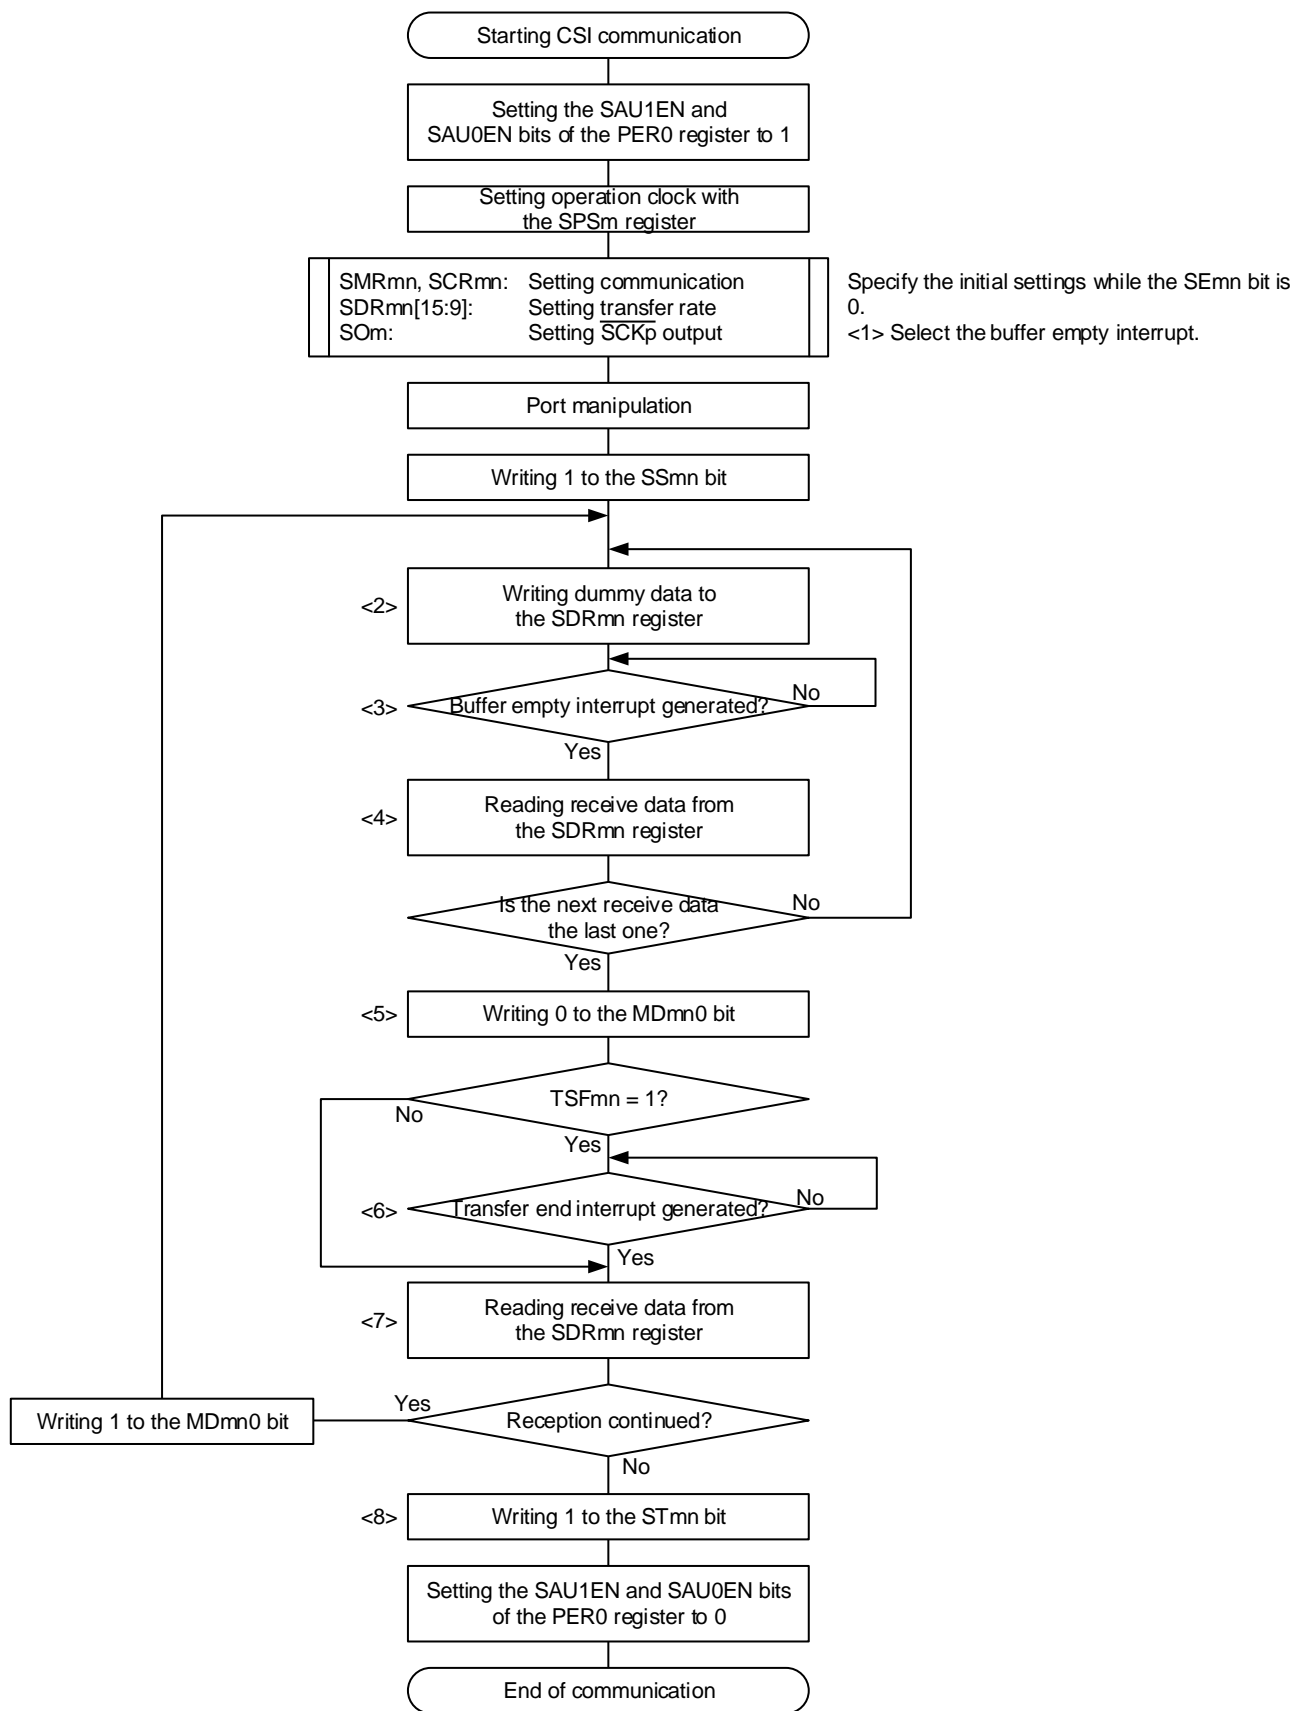 Starting CSI communication
Setting the SAU1EN and
SAU0EN bits of the PER0 register to 1
Setting operation clock with
the SPSm register
SMRmn, SCRmn: Setting communication
SDRmn[15:9]: Setting transfer rate
SOm: Setting SCKp output
Specify the initial settings while the SEmn bit is
0.
<1> Select the buffer empty interrupt.
Port manipulation
Writing 1 to the SSmn bit
<2>
Writing dummy data to
the SDRmn register
<3>
Buffer empty interrupt generated?
No
Yes
<4>
Reading receive data from
the SDRmn register
Is the next receive data
the last one?
No
Yes
<5>
Writing 0 to the MDmn0 bit
TSFmn = 1?
No
Yes
<6>
Transfer end interrupt generated?
No
Yes
<7>
Reading receive data from
the SDRmn register
Writing 1 to the MDmn0 bit
Yes
Reception continued?
No
<8>
Writing 1 to the STmn bit
Setting the SAU1EN and SAU0EN bits
of the PER0 register to 0
End of communication